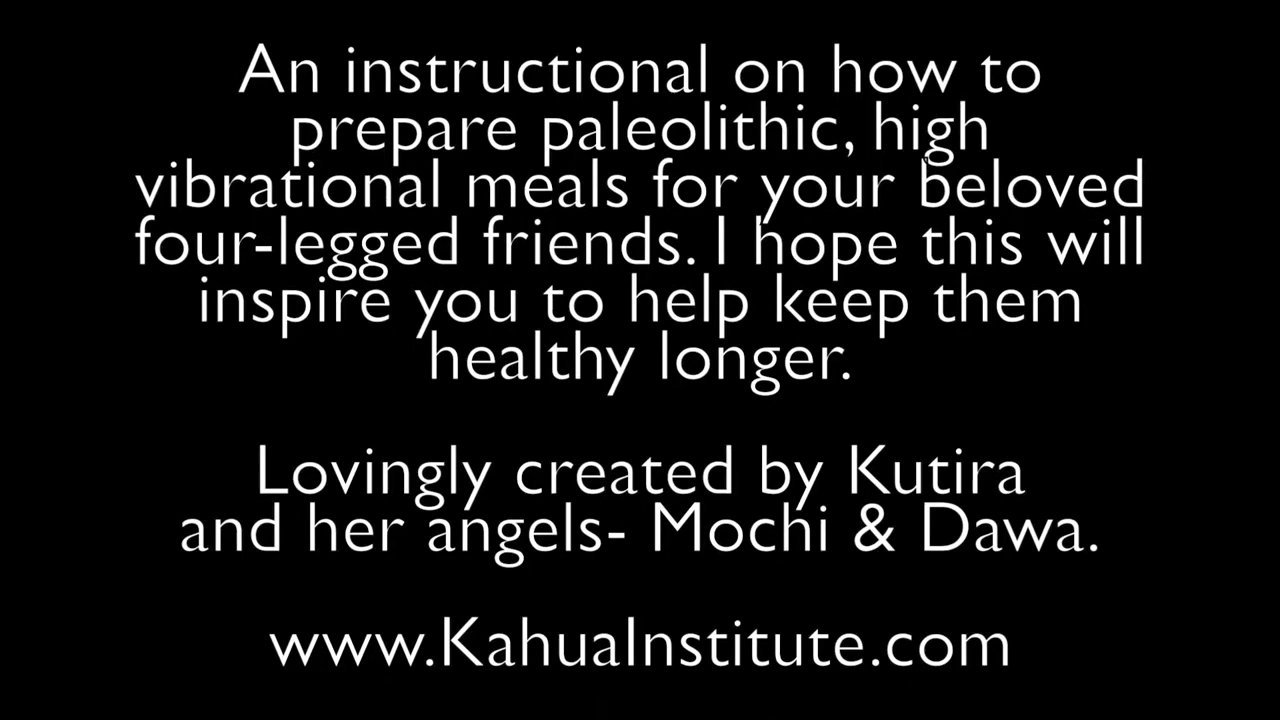 An instructional on how to
prepare paleolithic, high
vibrational meals for your beloved
four-legged friends. I hope this will
inspire you to help keep them
healthy longer.
Lovingly created by Kutira
and her angels- Mochi & Dawa.
www.KahuaInstitute.com